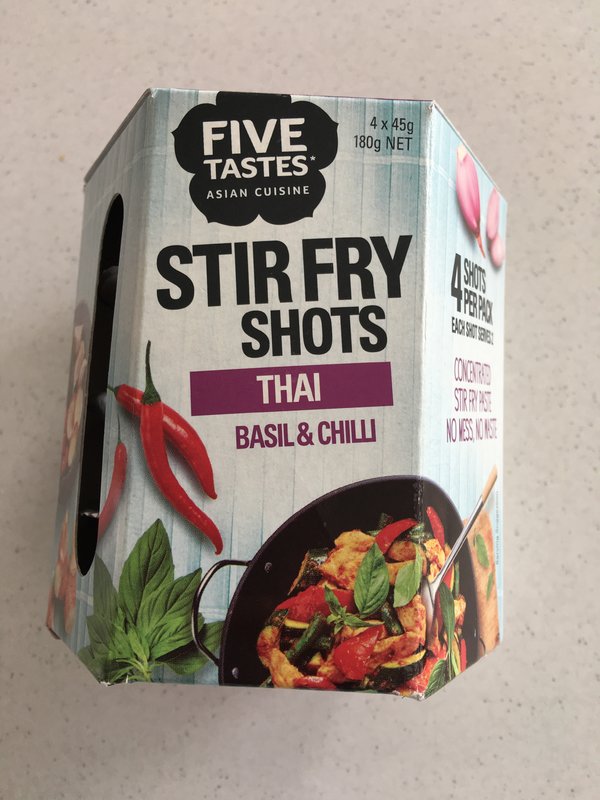 FIVE
TASTES*
ASIAN CUISINE
4 x 45g
180g NET
STIR FRY
SHOTS
THAI
BASIL & CHILLI
4 SHOTS
PER PACK
EACH SHOT SERVES 2
CONCENTRATED
STIR FRY PASTE
NO MESS, NO WASTE